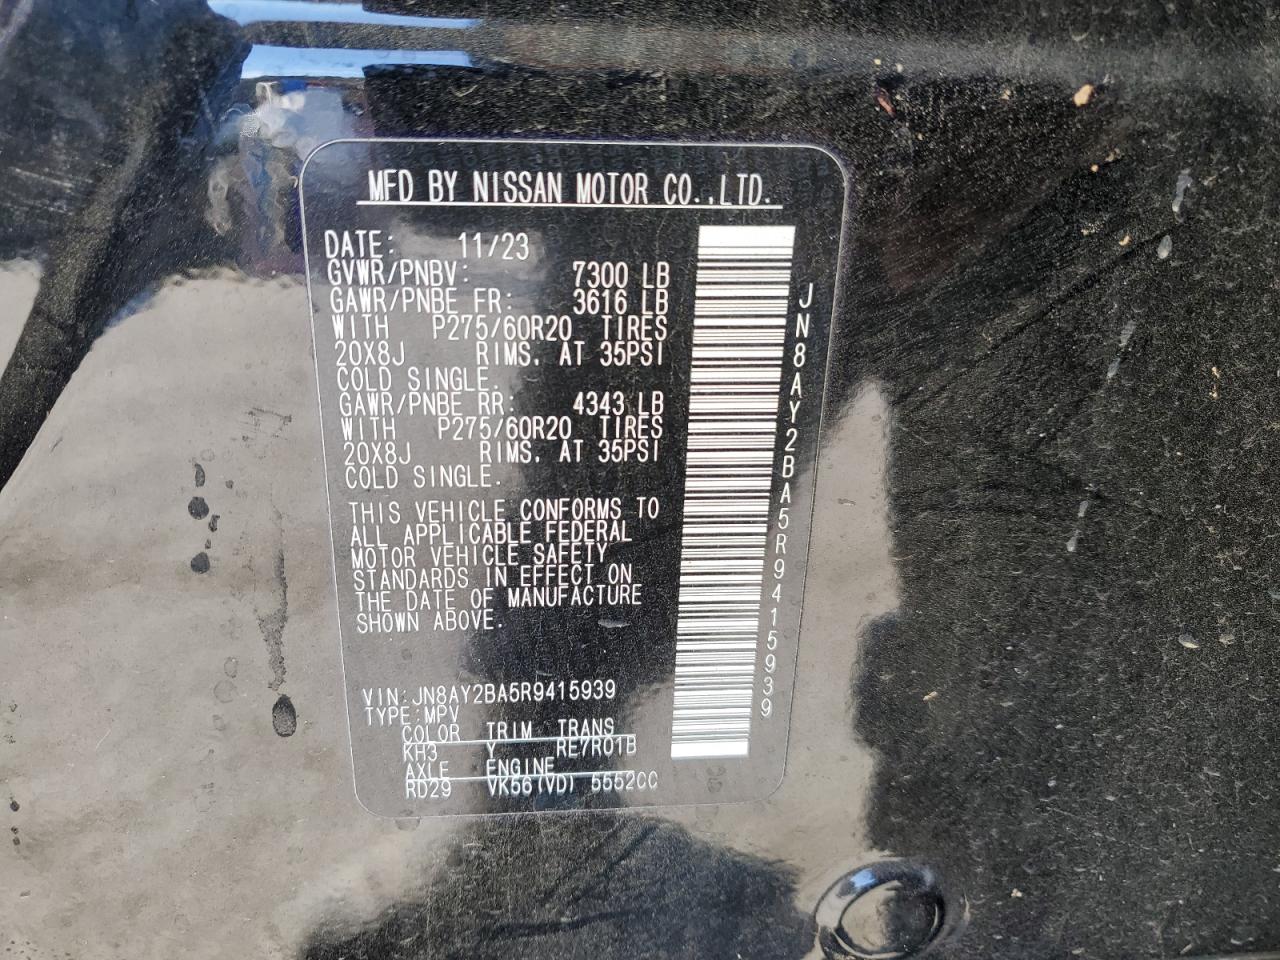 MFD BY NISSAN MOTOR CO.,LTD.
DATE: 11/23
GVWR/PNBV: 7300 LB
GAWR/PNBE FR: 3616 LB
WITH P275/60R20 TIRES
20X8J RIMS, AT 35PSI
COLD SINGLE.
GAWR/PNBE RR: 4343 LB
WITH P275/60R20 TIRES
20X8J RIMS, AT 35PSI
COLD SINGLE.
THIS VEHICLE CONFORMS TO
ALL APPLICABLE FEDERAL
MOTOR VEHICLE SAFETY
STANDARDS IN EFFECT ON
THE DATE OF MANUFACTURE
SHOWN ABOVE.
VIN:JN8AY2BA5R9415939
TYPE:MPV
COLOR TRIM TRANS
KH3 Y RE7R01B
AXLE ENGINE
RD29 VK56(VD) 5552CC
JN8AY2BA5R9415939